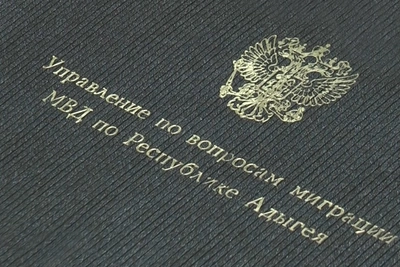 Управление по вопросам миграции
МВД по Республике Адыгея